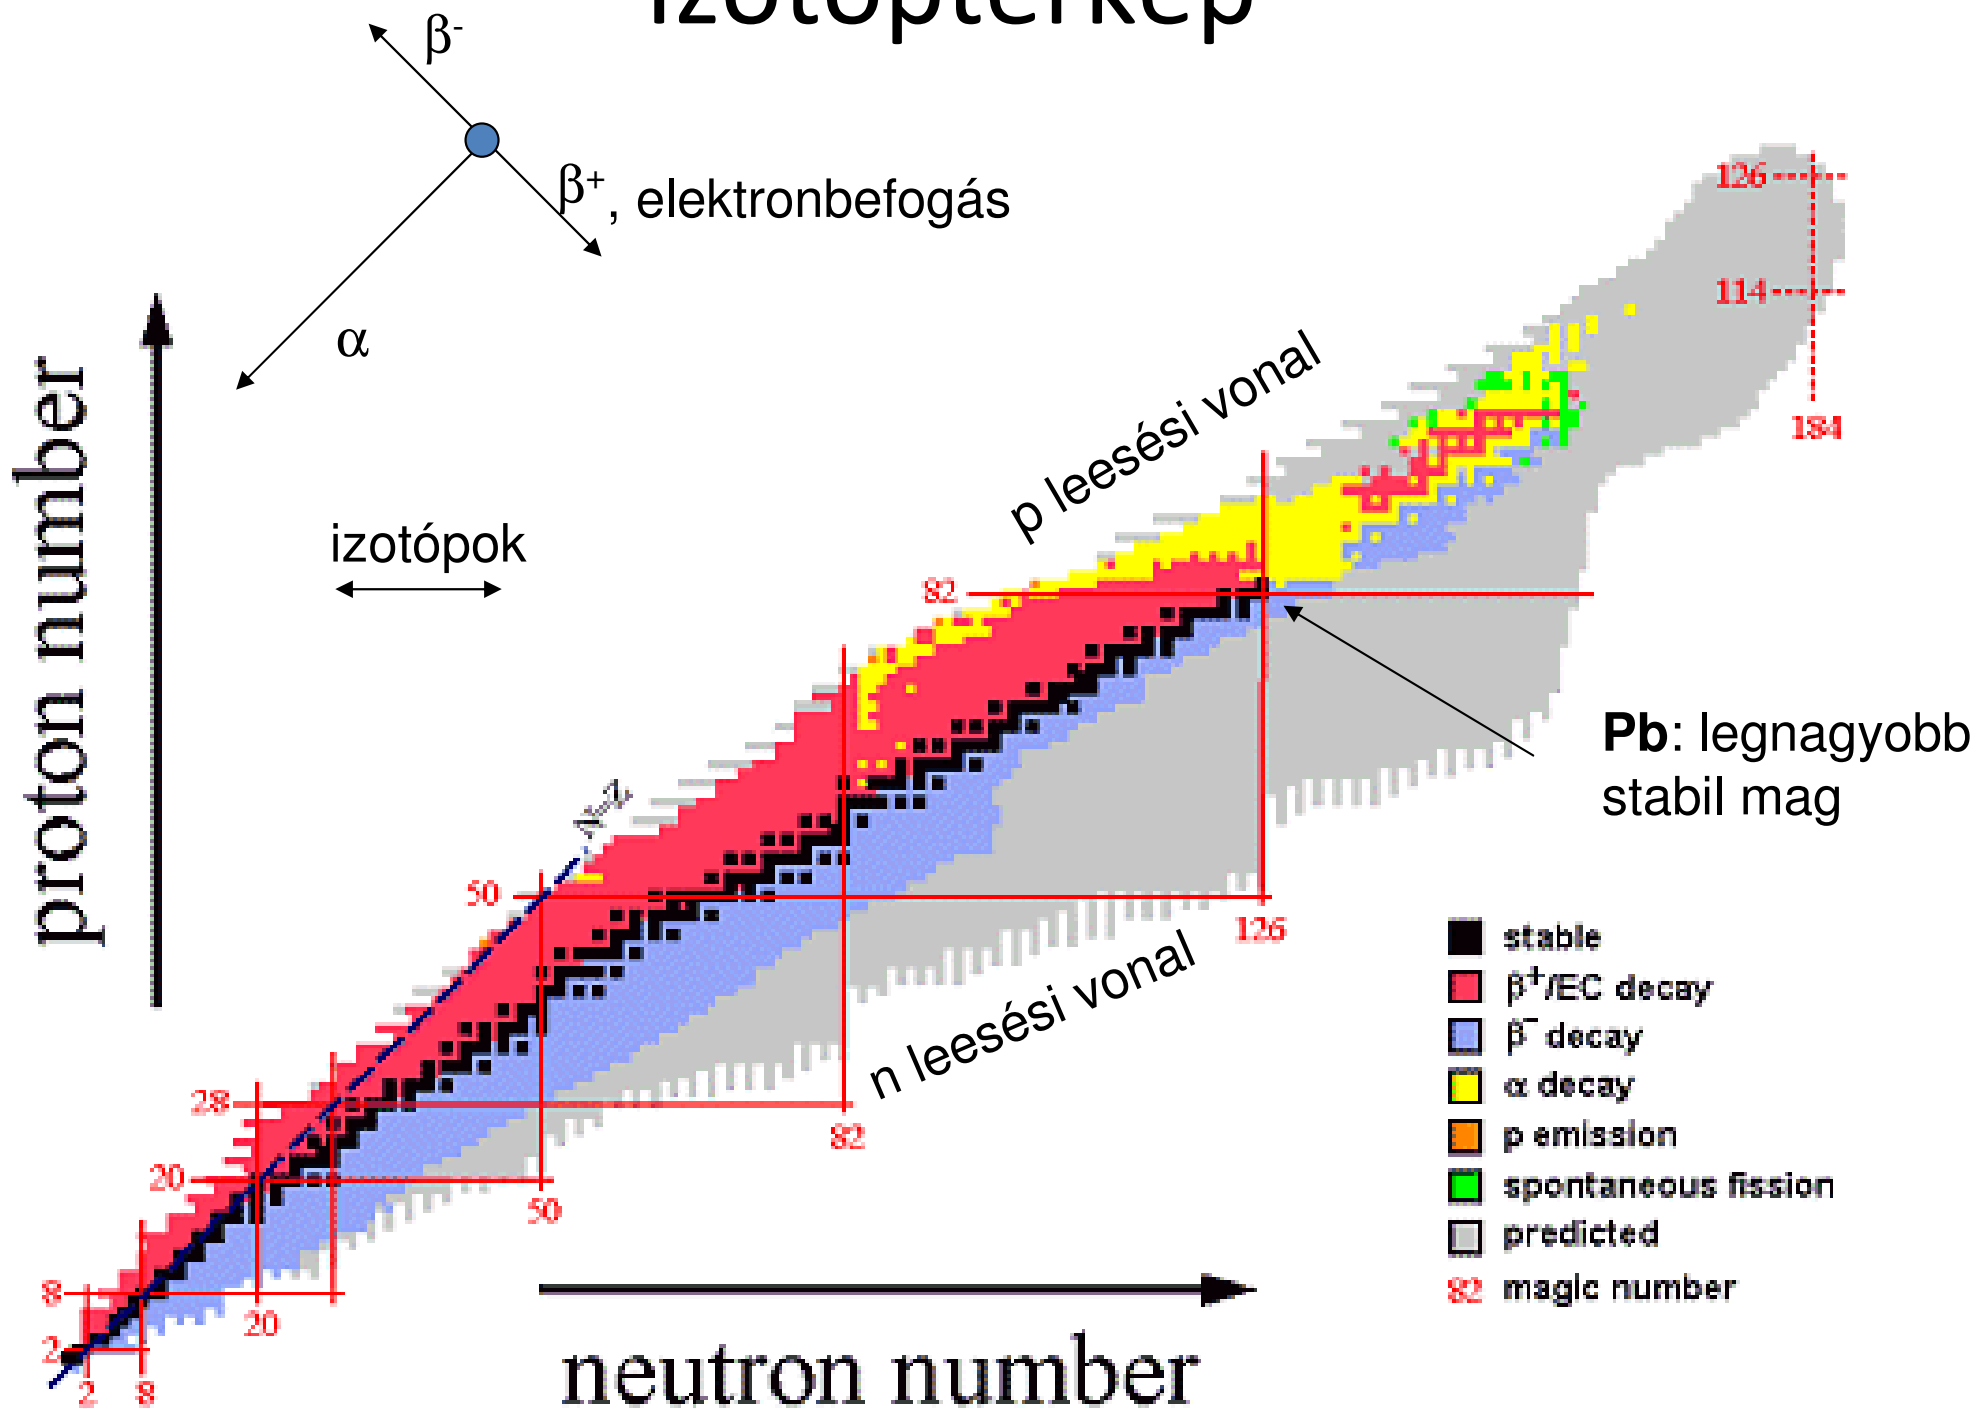 izotóptérkép
β-
β+, elektronbefogás
α
126
114
184
proton number
p leesési vonal
izotópok
82
Pb: legnagyobb
stabil mag
N=Z
50
126
n leesési vonal
28
82
20
50
8
20
2
2
8
neutron number
stable
β+/EC decay
β- decay
α decay
p emission
spontaneous fission
predicted
82 magic number